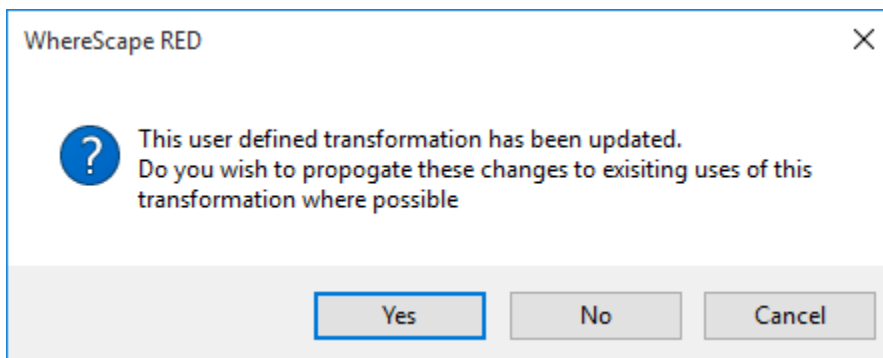 WhereScape RED
This user defined transformation has been updated.
Do you wish to propogate these changes to exisiting uses of this
transformation where possible
Yes
No
Cancel